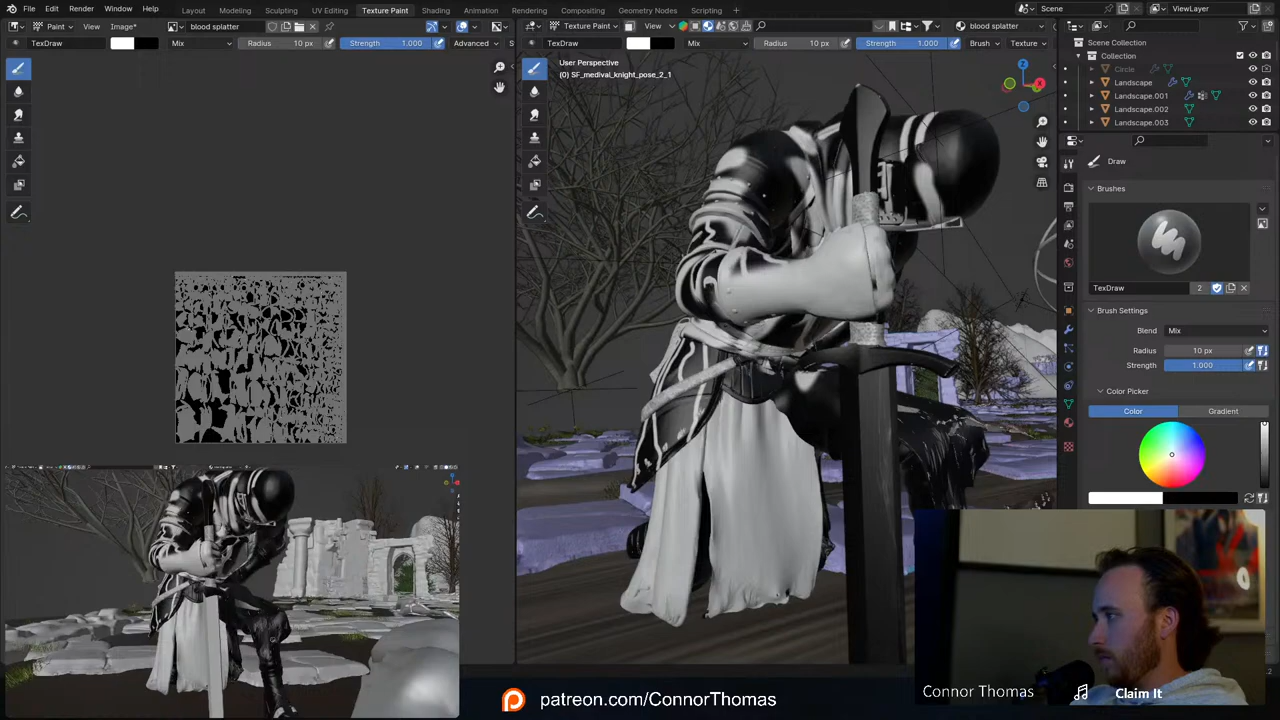 File Edit Render Window Help
Layout Modeling Sculpting UV Editing Texture Paint Shading Animation Rendering Compositing Geometry Nodes Scripting
Scene ViewLayer
Paint View Image* blood splatter
Texture Paint View blood splatter
TexDraw Mix Radius 10 px Strength 1.000 Advanced
TexDraw Mix Radius 10 px Strength 1.000 Brush Texture
User Perspective
(0) SF_medival_knight_pose_2_1
Scene Collection
Collection
Circle
Landscape
Landscape.001
Landscape.002
Landscape.003
Draw
Brushes
TexDraw 2
Brush Settings
Blend Mix
Radius 10 px
Strength 1.000
Color Picker
Color Gradient
patreon.com/ConnorThomas
Connor Thomas
Claim It